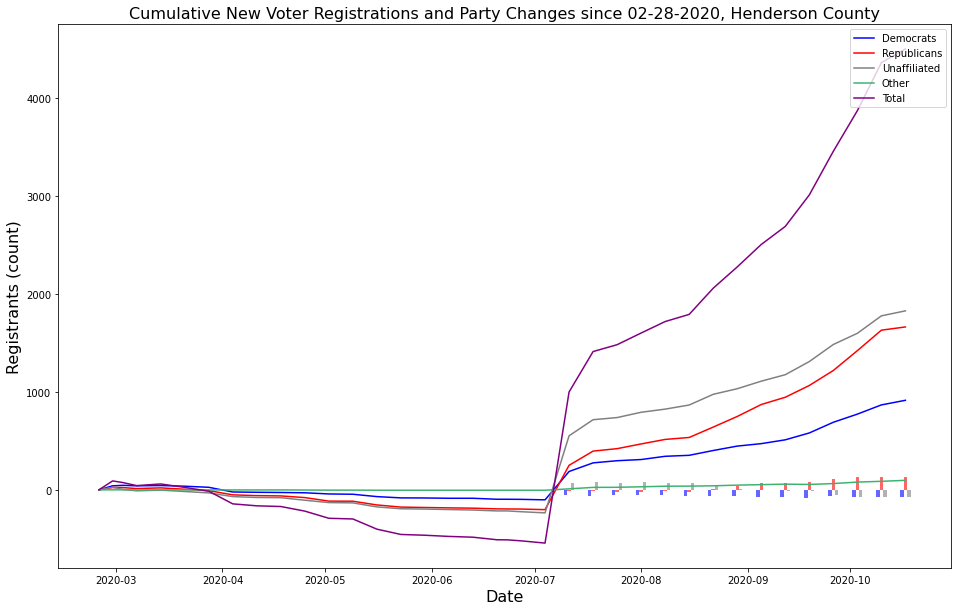 Cumulative New Voter Registrations and Party Changes since 02-28-2020, Henderson County
Democrats
Republicans
Unaffiliated
Other
Total
4000
3000
2000
1000
0
Registrants (count)
2020-03 2020-04 2020-05 2020-06 2020-07 2020-08 2020-09 2020-10
Date